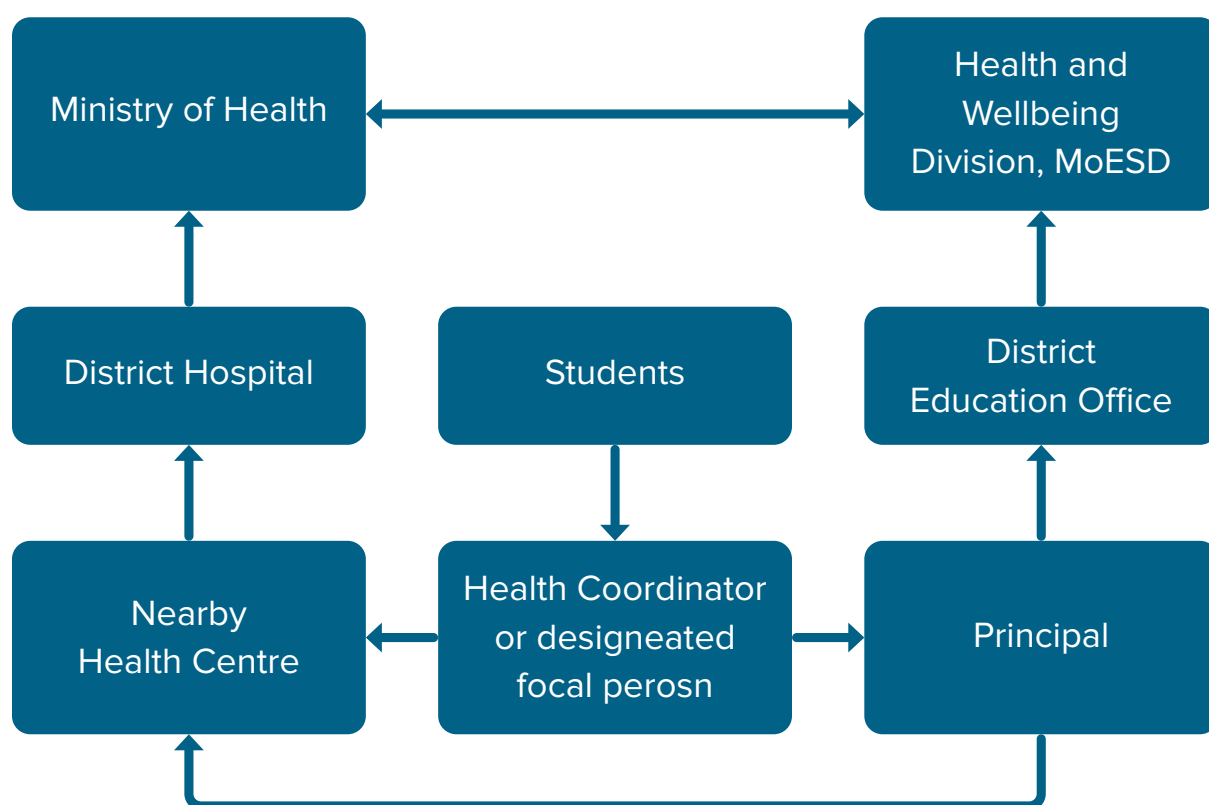 Ministry of Health
Health and
Wellbeing
Division, MoESD
District Hospital
Students
District
Education Office
Nearby
Health Centre
Health Coordinator
or designeated
focal perosn
Principal